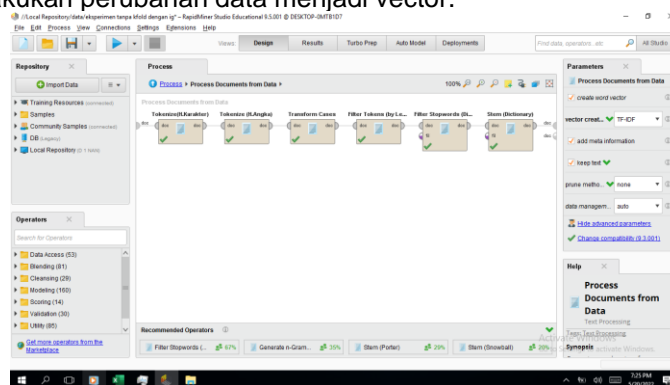 akukan perubahan data menjadi vector.
//Local Repository/data/eksperimen tanpa kfold dengan ig* – RapidMiner Studio Educational 9.5.001 @ DESKTOP-0MTB1D7
File Edit Process View Connections Settings Extensions Help
Views:
Design
Results
Turbo Prep
Auto Model
Deployments
Find data, operators...etc
All Studio
Repository
Import Data
Training Resources (connected)
Samples
Community Samples (connected)
DB (Legacy)
Local Repository
Operators
Search for Operators
Data Access (53)
Blending (81)
Cleansing (28)
Modeling (160)
Scoring (14)
Validation (30)
Utility (85)
Get more operators from the Marketplace
Process
Process Process Documents from Data
100%
Process Documents from Data
Tokenize(H.Karakter)
Tokenize (H.Angka)
Transform Cases
Filter Tokens (by Le...
Filter Stopwords (Di...
Stem (Dictionary)
Recommended Operators
Filter Stopwords (... 67%
Generate n-Gram... 35%
Stem (Porter) 29%
Stem (Snowball) 29%
Parameters
Process Documents from Data
create word vector
vector creat... TF-IDF
add meta information
keep text
prune metho... none
data managem... auto
Hide advanced parameters
Change compatibility (9.3.001)
Help
Process Documents from Data
Text Processing
Synopsis
Activate Windows
7:25 PM